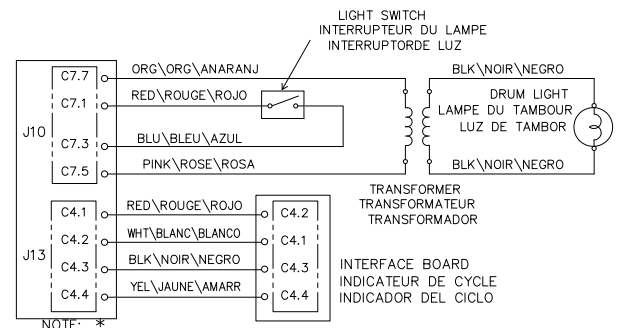 LIGHT SWITCH
INTERRUPTEUR DU LAMPE
INTERRUPTORDE LUZ
ORG\ORG\ANARANJ
BLK\NOIR\NEGRO
C7.7
RED\ROUGE\ROJO
C7.1
DRUM LIGHT
LAMPE DU TAMBOUR
LUZ DE TAMBOR
J10
BLU\BLEU\AZUL
C7.3
PINK\ROSE\ROSA
C7.5
BLK\NOIR\NEGRO
TRANSFORMER
TRANSFORMATEUR
TRANSFORMADOR
RED\ROUGE\ROJO
C4.1
C4.2
WHT\BLANC\BLANCO
C4.2
C4.1
J13
BLK\NOIR\NEGRO
C4.3
C4.3
YEL\JAUNE\AMARR
C4.4
C4.4
INTERFACE BOARD
INDICATEUR DE CYCLE
INDICADOR DEL CICLO
NOTE: *